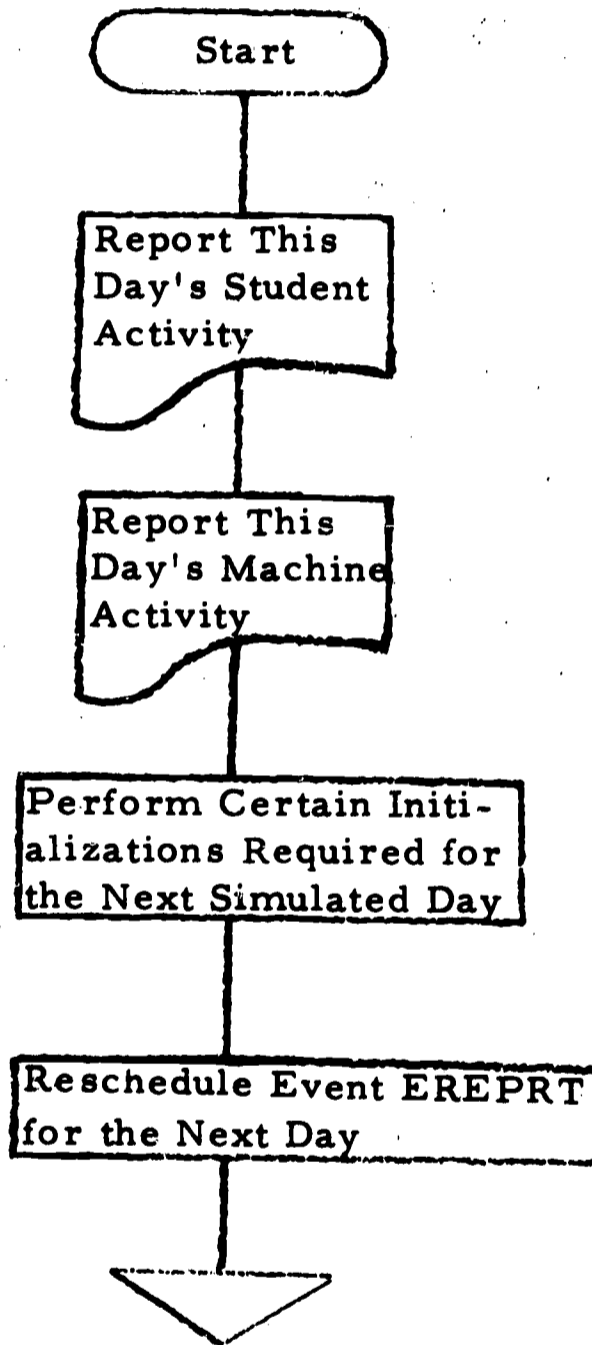 Start
Report This
Day's Student
Activity
Report This
Day's Machine
Activity
Perform Certain Initi-
alizations Required for
the Next Simulated Day
Reschedule Event EREPRT
for the Next Day